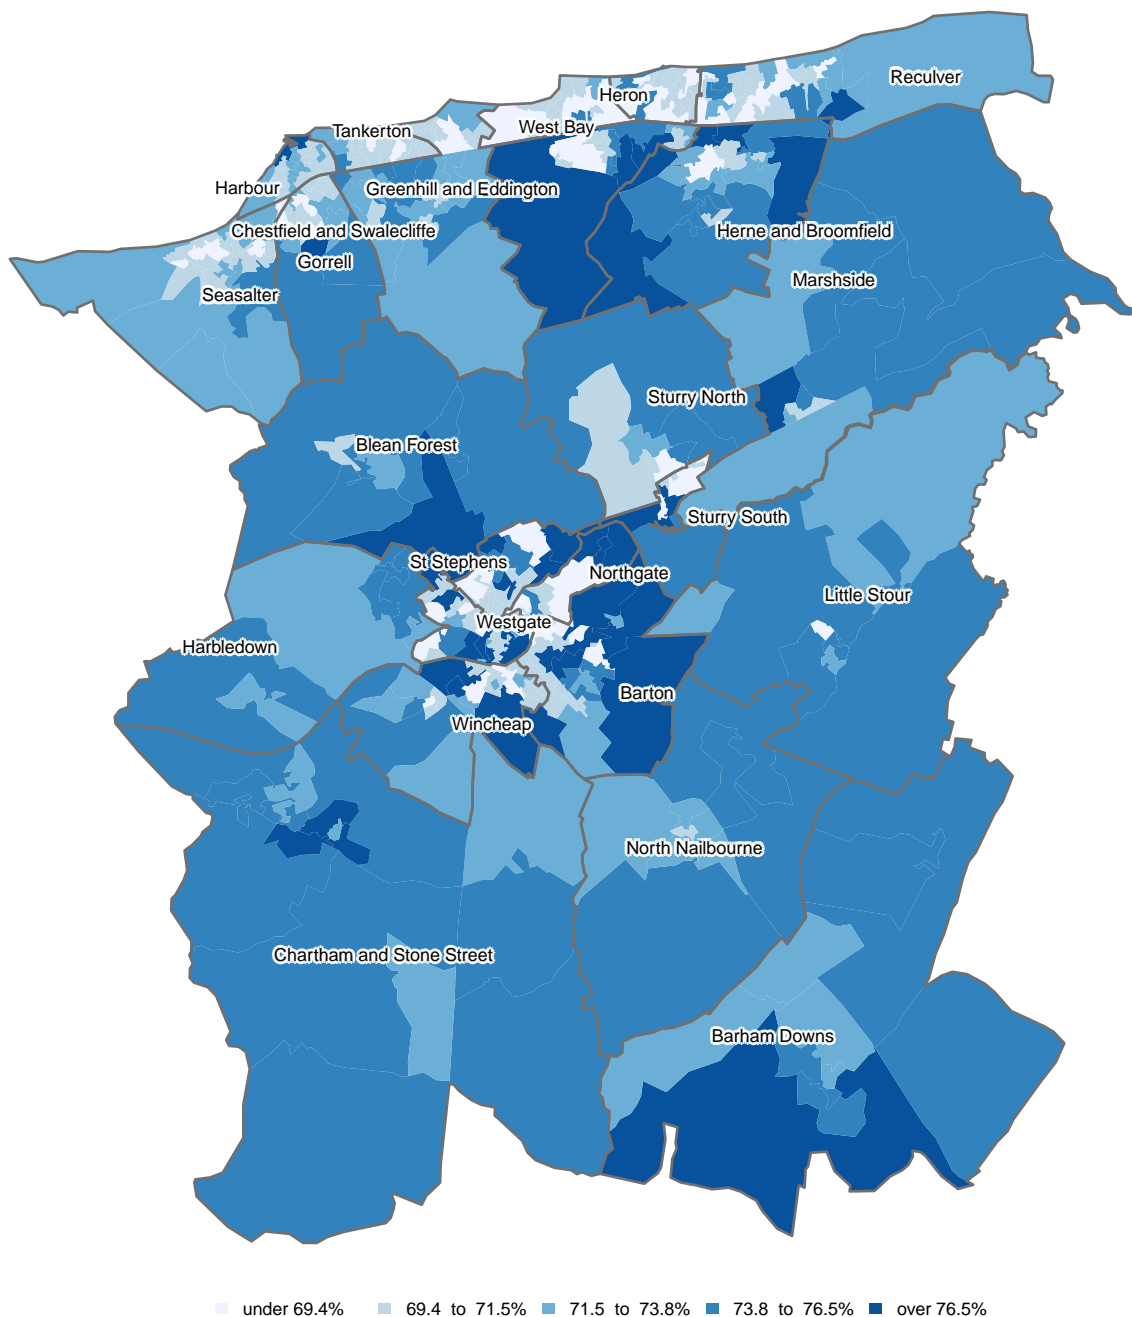 Reculver
Heron
West Bay
Tankerton
Harbour
Greenhill and Eddington
Chestfield and Swalecliffe
Herne and Broomfield
Gorrell
Marshside
Seasalter
Sturry North
Blean Forest
Sturry South
St Stephens
Northgate
Little Stour
Westgate
Harbledown
Barton
Wincheap
North Nailbourne
Chartham and Stone Street
Barham Downs
under 69.4% 69.4 to 71.5% 71.5 to 73.8% 73.8 to 76.5% over 76.5%